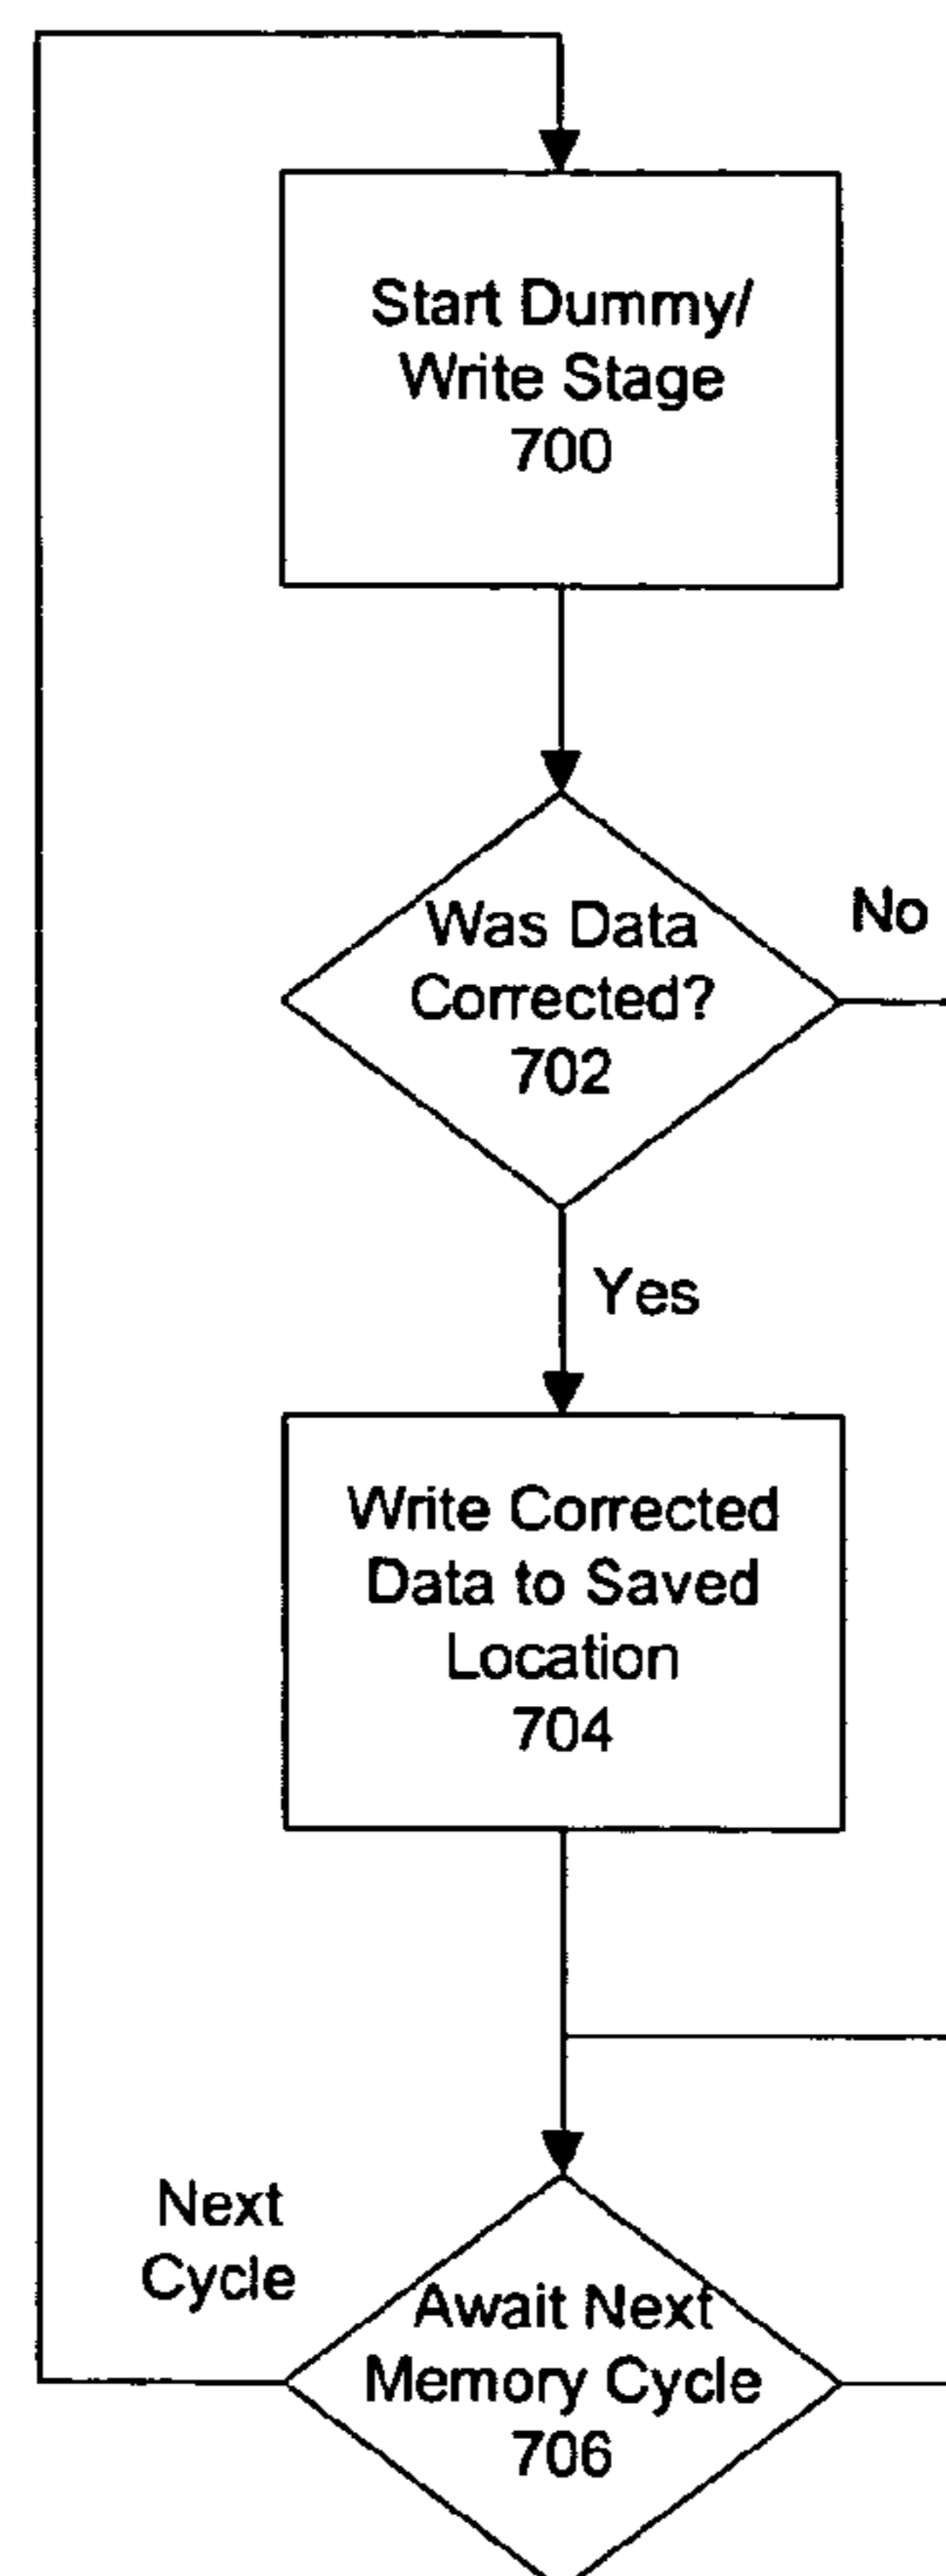 Start Dummy/
Write Stage
700
Was Data
Corrected?
702
No
Yes
Write Corrected
Data to Saved
Location
704
Next
Cycle
Await Next
Memory Cycle
706